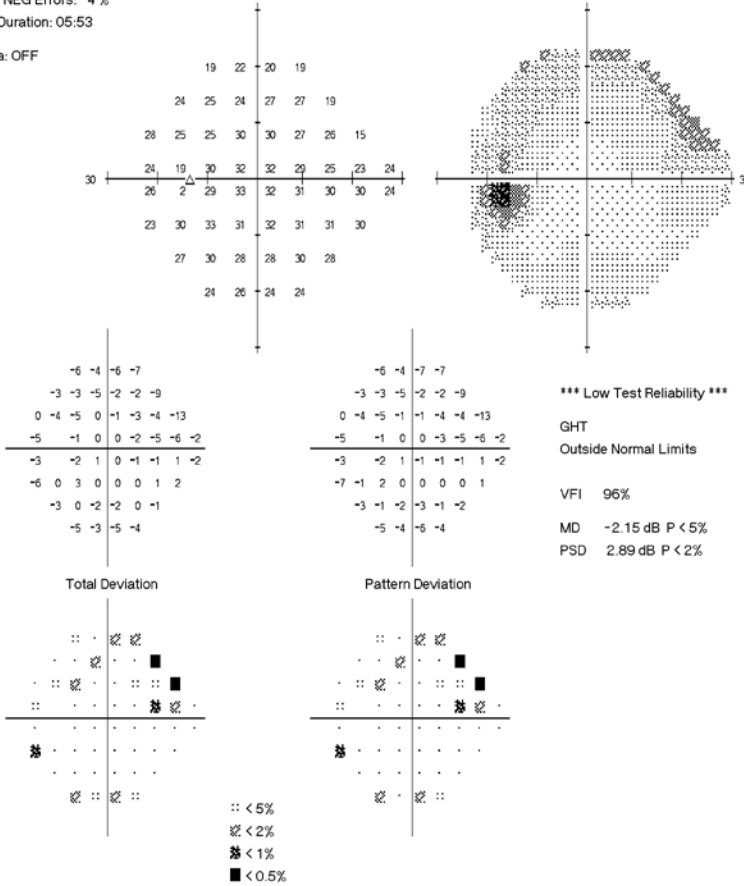 NEG Errors: 4 %
Duration: 05:53
a: OFF
19 22 20 19
24 25 24 27 27 19
28 25 25 30 30 27 26 15
24 19 30 32 32 29 25 23 24
30
26 2 29 33 32 31 30 30 24
23 30 33 31 32 31 31 30
27 30 28 28 30 28
24 26 24 24
-6 -4 -6 -7
-3 -3 -5 -2 -2 -9
0 -4 -5 0 -1 -3 -4 -13
-5 -1 0 0 -2 -5 -6 -2
-3 -2 1 0 -1 -1 1 -2
-6 0 3 0 0 0 1 2
-3 0 -2 -2 0 -1
-5 -3 -5 -4
Total Deviation
-6 -4 -7 -7
-3 -3 -5 -2 -2 -9
0 -4 -5 -1 -1 -4 -4 -13
-5 -1 0 0 -3 -5 -6 -2
-3 -2 1 -1 -1 -1 1 -2
-7 -1 2 0 0 0 0 1
-3 -1 -2 -3 -1 -2
-5 -4 -6 -4
Pattern Deviation
*** Low Test Reliability ***
GHT
Outside Normal Limits
VFI 96%
MD -2.15 dB P < 5%
PSD 2.89 dB P < 2%
< 5%
< 2%
< 1%
< 0.5%